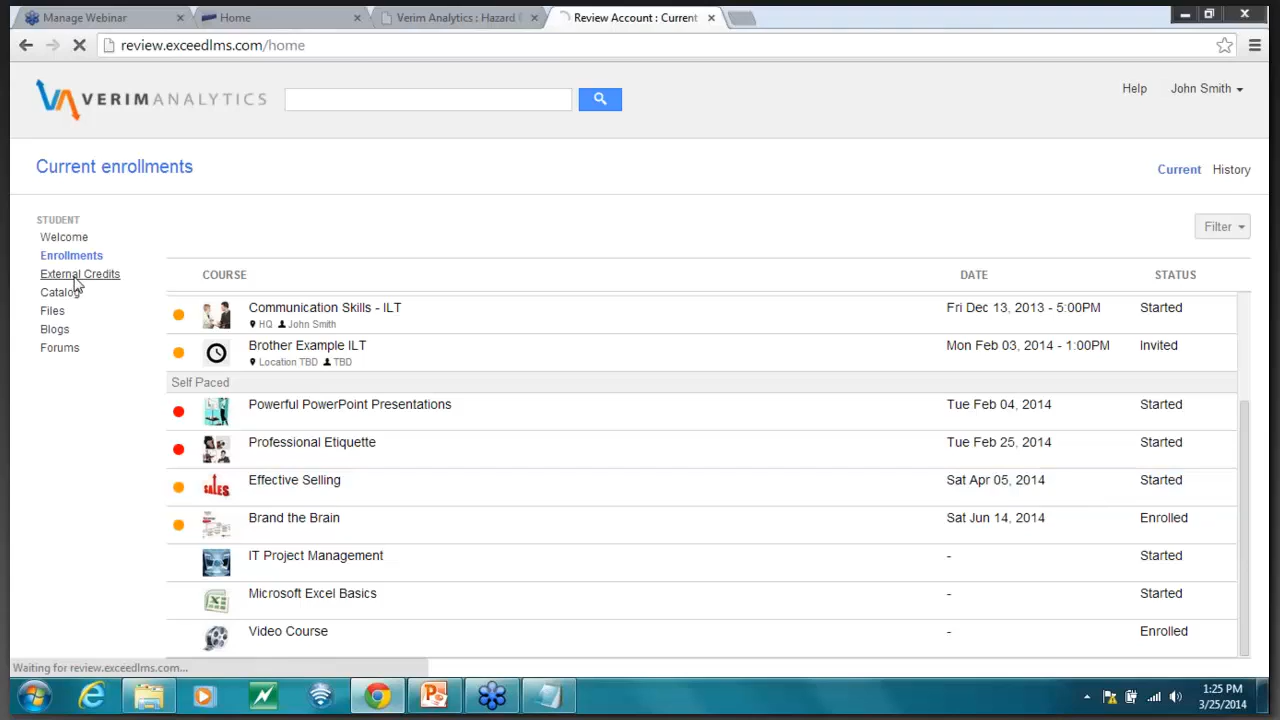 Manage Webinar
Home
Verim Analytics : Hazard
Review Account : Current
review.exceedlms.com/home
VERIMANALYTICS
Help
John Smith
Current enrollments
Current
History
STUDENT
Welcome
Enrollments
External Credits
Catalog
Files
Blogs
Forums
Filter
COURSE DATE STATUS
Communication Skills - ILT Fri Dec 13, 2013 - 5:00PM Started
HQ John Smith
Brother Example ILT Mon Feb 03, 2014 - 1:00PM Invited
Location TBD TBD
Self Paced
Powerful PowerPoint Presentations Tue Feb 04, 2014 Started
Professional Etiquette Tue Feb 25, 2014 Started
Effective Selling Sat Apr 05, 2014 Started
SALES
Brand the Brain Sat Jun 14, 2014 Enrolled
IT Project Management - Started
Microsoft Excel Basics - Started
Video Course - Enrolled
Waiting for review.exceedlms.com...
1:25 PM
3/25/2014